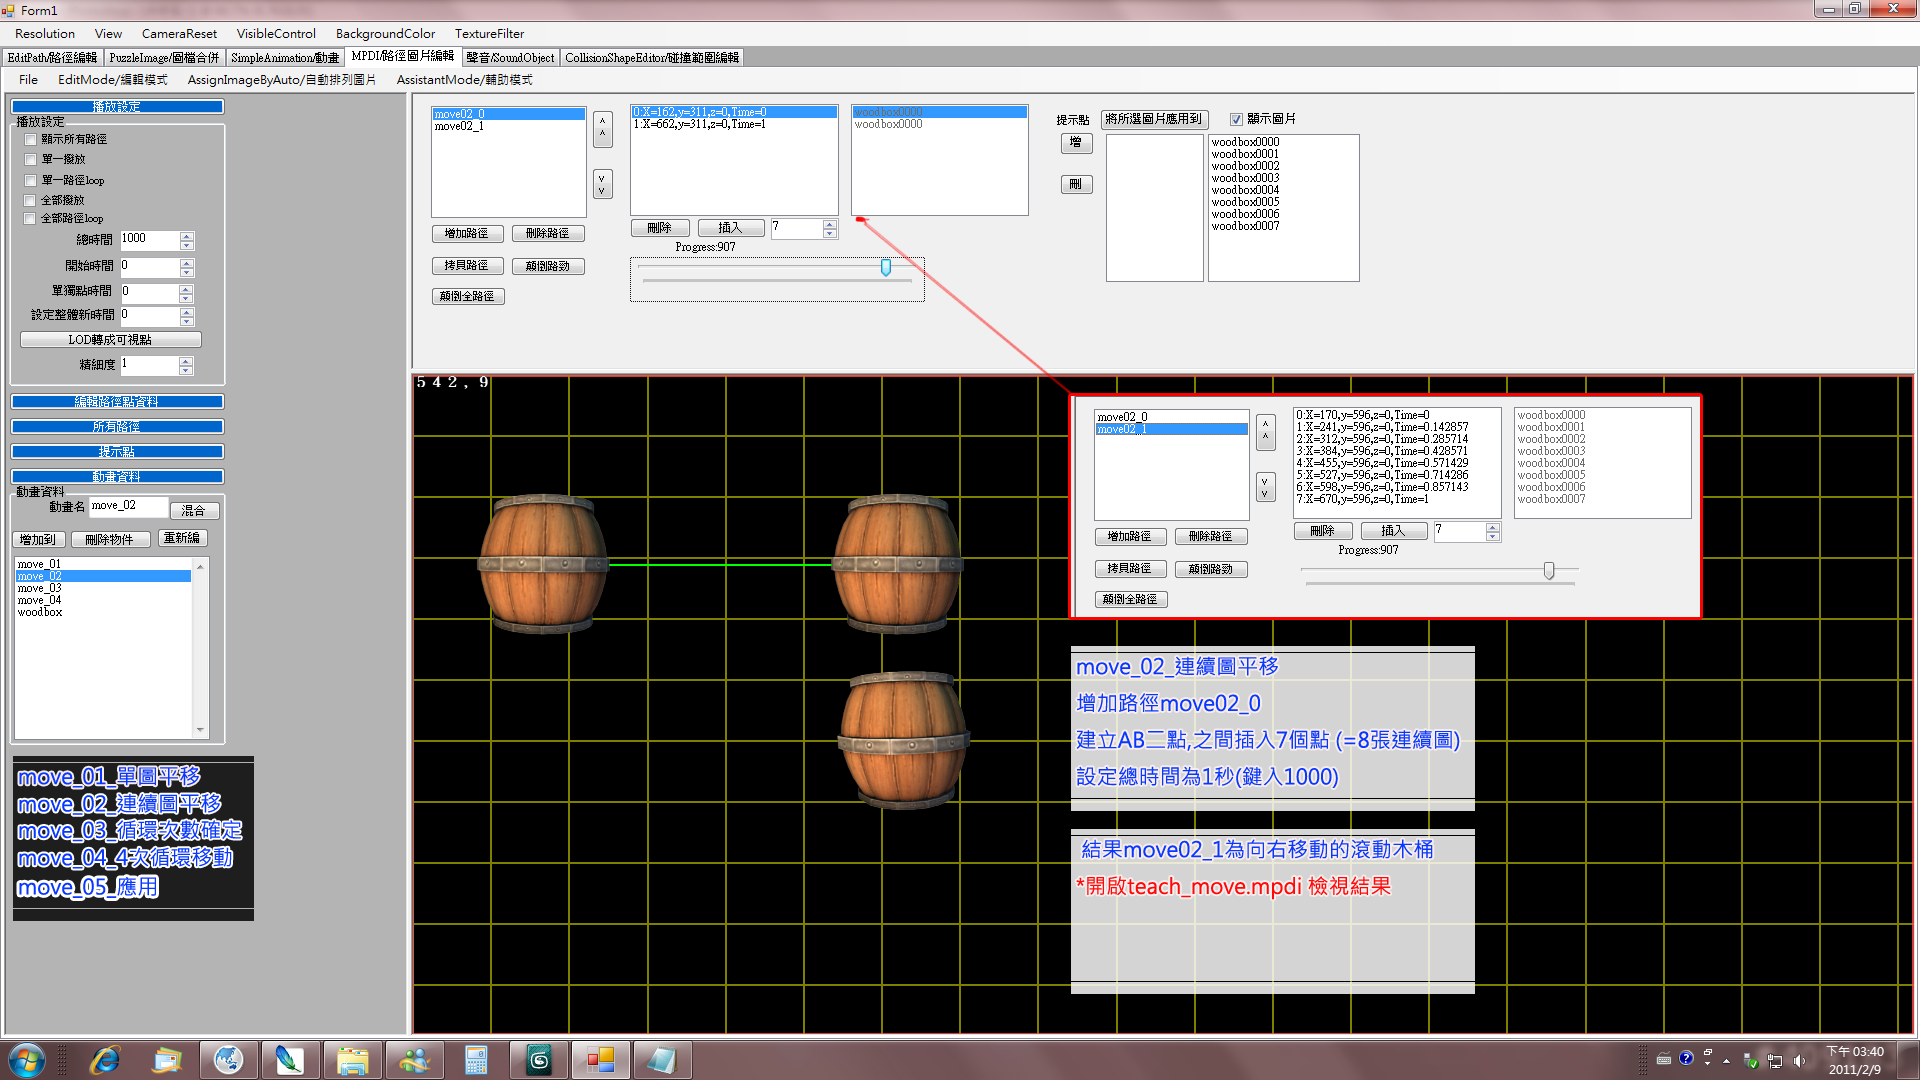 Form1
Resolution View CameraReset VisibleControl BackgroundColor TextureFilter
EditPath/路徑編輯 PuzzleImage/圖檔合併 SimpleAnimation/動畫 MPDI/路徑圖片編輯 聲音/SoundObject CollisionShapeEditor/碰撞範圍編輯
File EditMode/編輯模式 AssignImageByAuto/自動排列圖片 AssistantMode/輔助模式
播放設定
播放設定
顯示所有路徑
單一撥放
單一路徑loop
全部撥放
全部路徑loop
總時間 1000
開始時間 0
單獨點時間 0
設定整體新時間 0
LOD轉成可視點
精細度 1
編輯路徑點資料
所有路徑
提示點
動畫資料
動畫資料
動畫名 move_02 混合
增加到 刪除物件 重新編
move_01
move_02
move_03
move_04
woodbox
move_01_單圖平移
move_02_連續圖平移
move_03_循環次數確定
move_04_4次循環移動
move_05_應用
move02_0
move02_1
^
^
v
v
增加路徑 刪除路徑
拷貝路徑 顛倒路勁
顛倒全路徑
0:X=162,y=311,z=0,Time=0
1:X=662,y=311,z=0,Time=1
刪除 插入 7
Progress:907
woodbox0000
woodbox0000
提示點 將所選圖片應用到 顯示圖片
增
刪
woodbox0000
woodbox0001
woodbox0002
woodbox0003
woodbox0004
woodbox0005
woodbox0006
woodbox0007
542,9
move02_0
move02_1
^
^
v
v
增加路徑 刪除路徑
拷貝路徑 顛倒路勁
顛倒全路徑
0:X=170,y=596,z=0,Time=0
1:X=241,y=596,z=0,Time=0.142857
2:X=312,y=596,z=0,Time=0.285714
3:X=384,y=596,z=0,Time=0.428571
4:X=455,y=596,z=0,Time=0.571429
5:X=527,y=596,z=0,Time=0.714286
6:X=598,y=596,z=0,Time=0.857143
7:X=670,y=596,z=0,Time=1
刪除 插入 7
Progress:907
woodbox0000
woodbox0001
woodbox0002
woodbox0003
woodbox0004
woodbox0005
woodbox0006
woodbox0007
move_02_連續圖平移
增加路徑move02_0
建立AB二點,之間插入7個點 (=8張連續圖)
設定總時間為1秒(鍵入1000)
結果move02_1為向右移動的滾動木桶
*開啟teach_move.mpdi 檢視結果
下午 03:40
2011/2/9